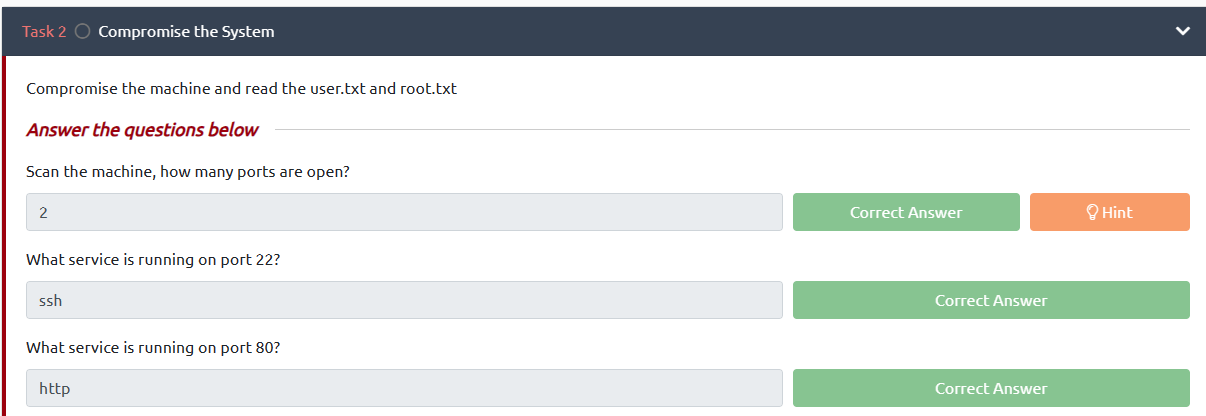 Task 2 Compromise the System
Compromise the machine and read the user.txt and root.txt
Answer the questions below
Scan the machine, how many ports are open?
2 Correct Answer Hint
What service is running on port 22?
ssh Correct Answer
What service is running on port 80?
http Correct Answer